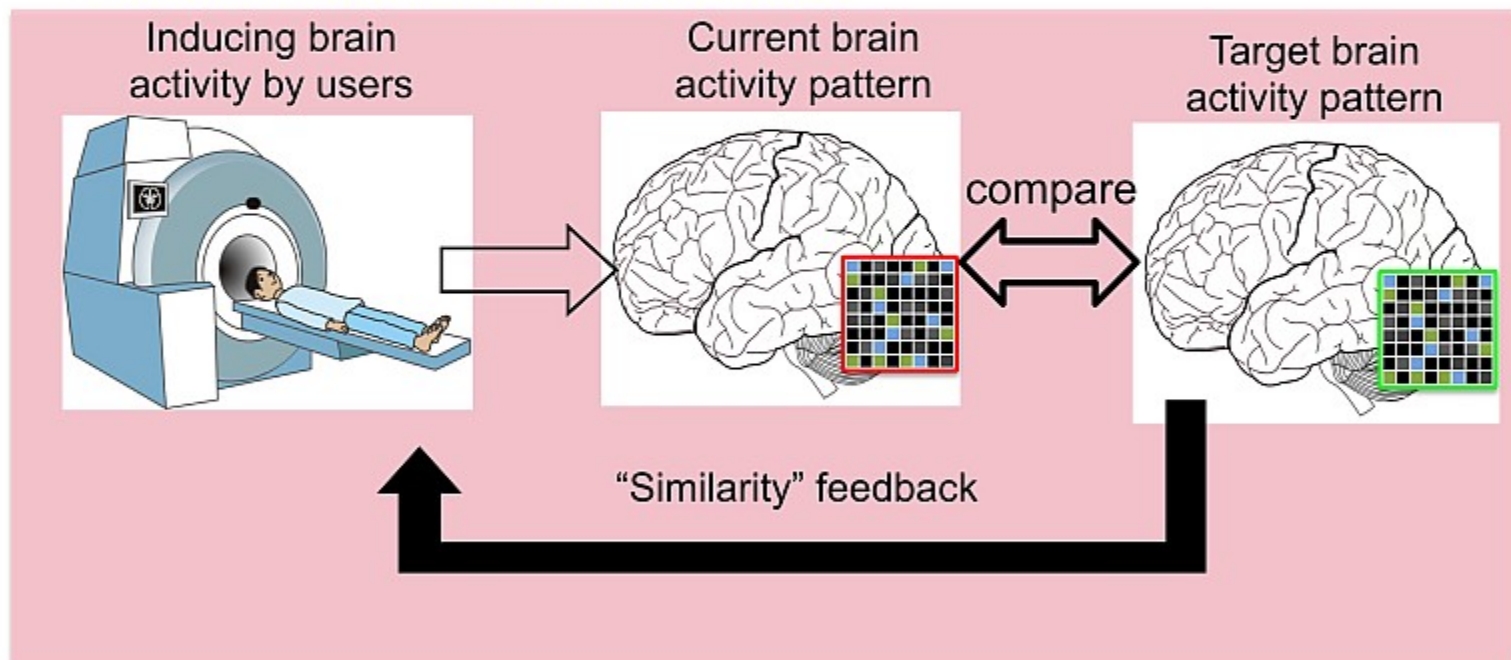 Inducing brain
activity by users
Current brain
activity pattern
Target brain
activity pattern
compare
“Similarity” feedback